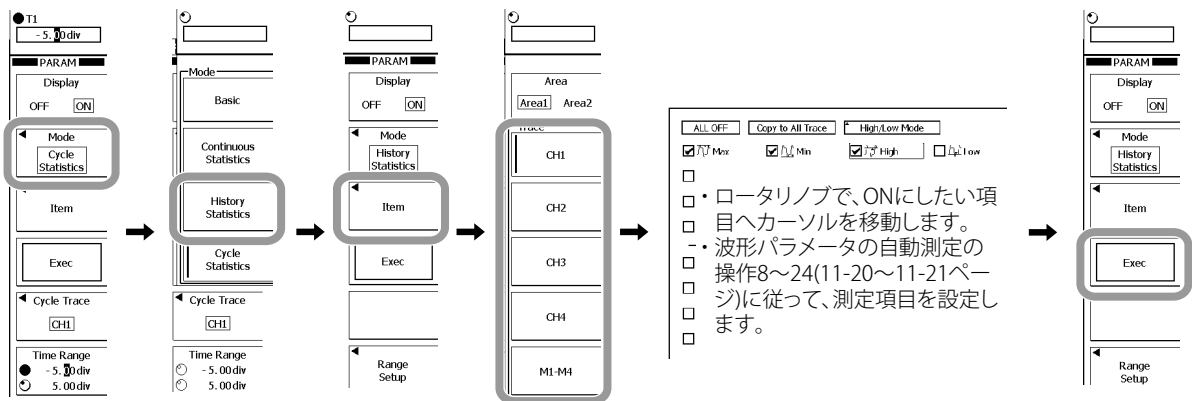 T1
-5.00div
PARAM
Display
OFF ON
Mode
Cycle
Statistics
Item
Exec
Cycle Trace
CH1
Time Range
-5.00div
5.00div
Mode
Basic
Continuous
Statistics
History
Statistics
Cycle
Statistics
Cycle Trace
CH1
Time Range
-5.00div
5.00div
PARAM
Display
OFF ON
Mode
History
Statistics
Item
Exec
Range
Setup
Area
Area1 Area2
Trace
CH1
CH2
CH3
CH4
M1-M4
ALL OFF Copy to All Trace High/Low Mode
Max Min High Low
・ロータリノブで、ONにしたい項
目へカーソルを移動します。
・波形パラメータの自動測定の
操作8～24(11-20～11-21ペー
ジ)に従って、測定項目を設定し
ます。
PARAM
Display
OFF ON
Mode
History
Statistics
Item
Exec
Range
Setup